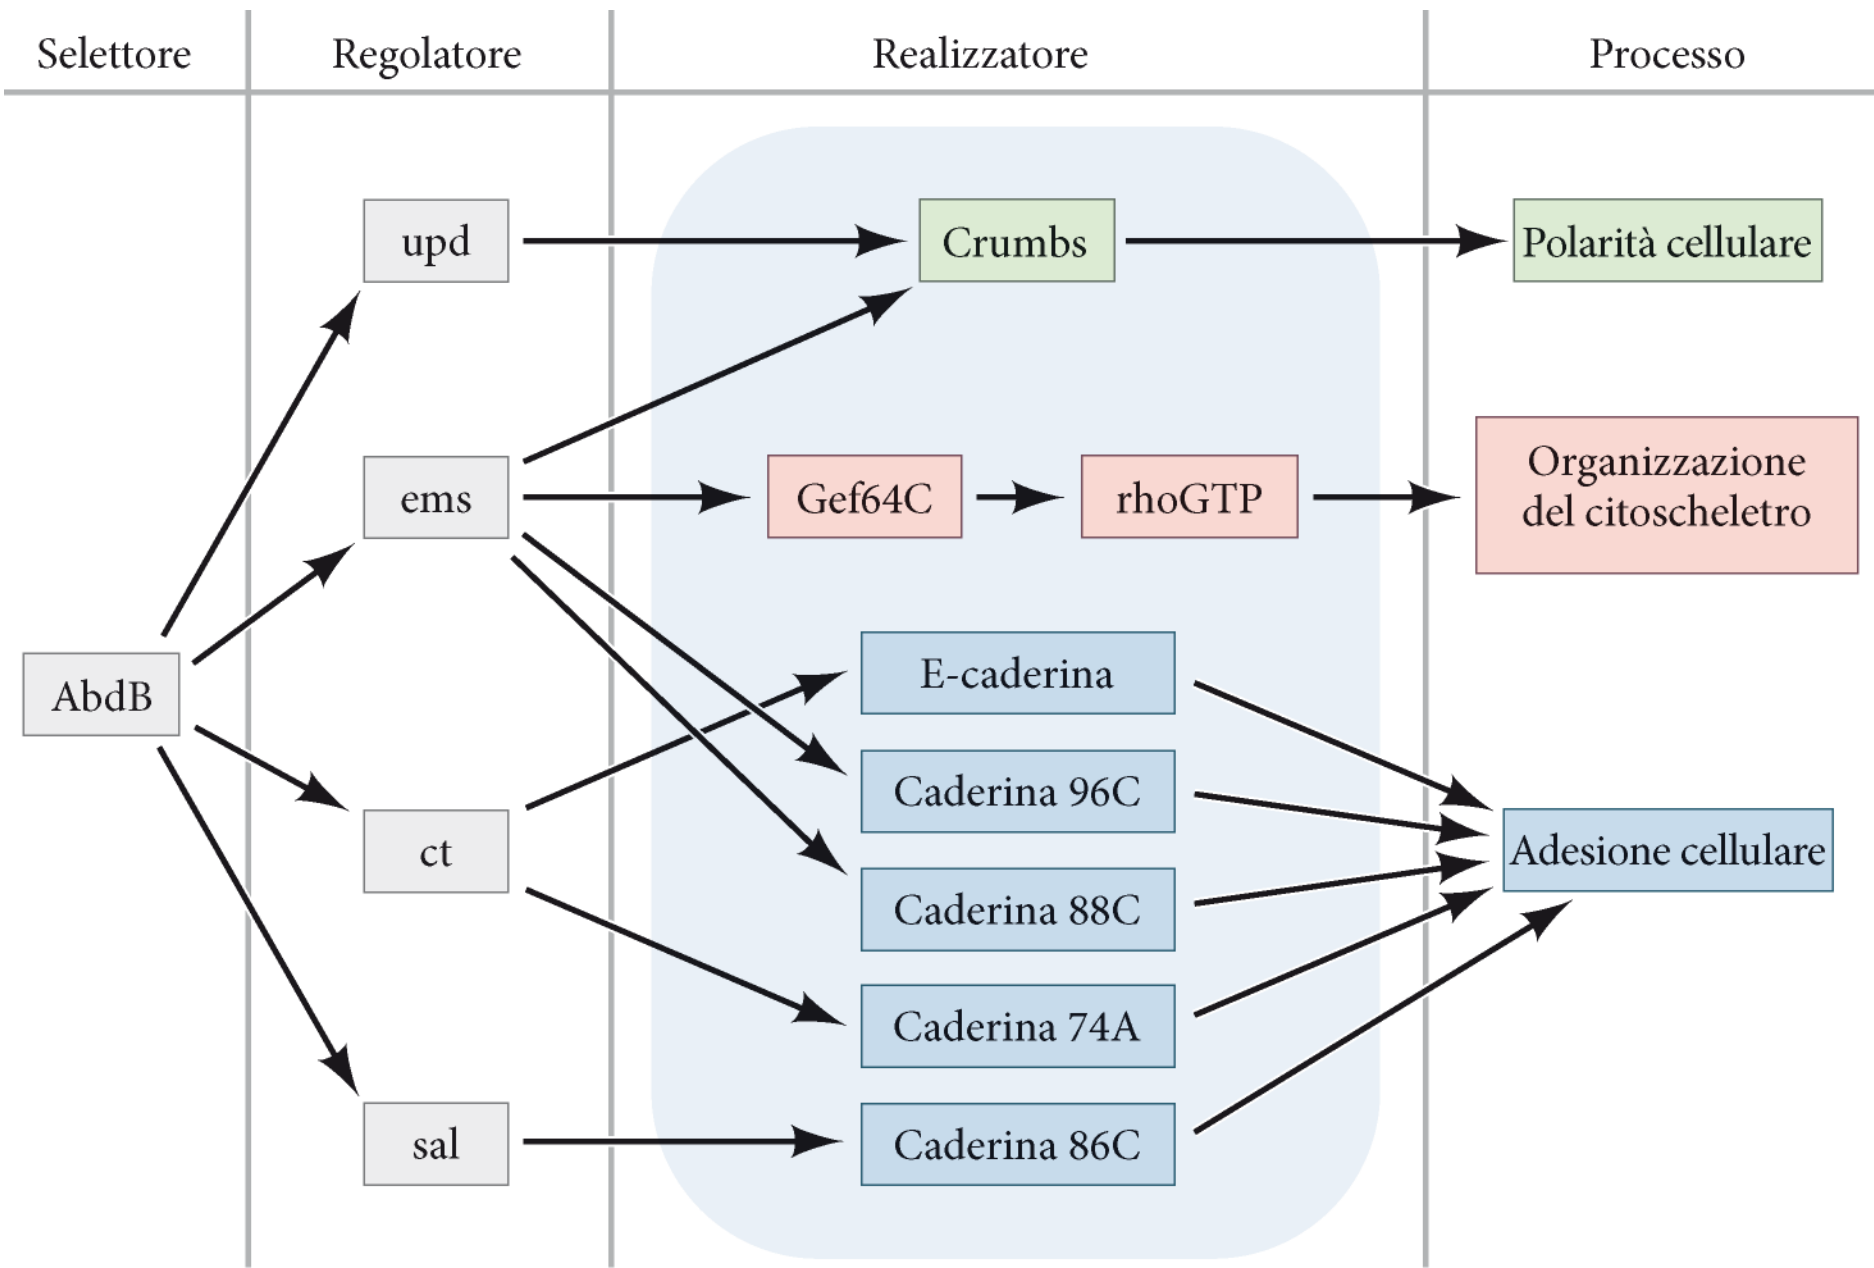 Selettore
Regolatore
Realizzatore
Processo
upd
Crumbs
Polarità cellulare
ems
Gef64C
rhoGTP
Organizzazione
del citoscheletro
AbdB
E-caderina
Caderina 96C
ct
Caderina 88C
Adesione cellulare
Caderina 74A
sal
Caderina 86C